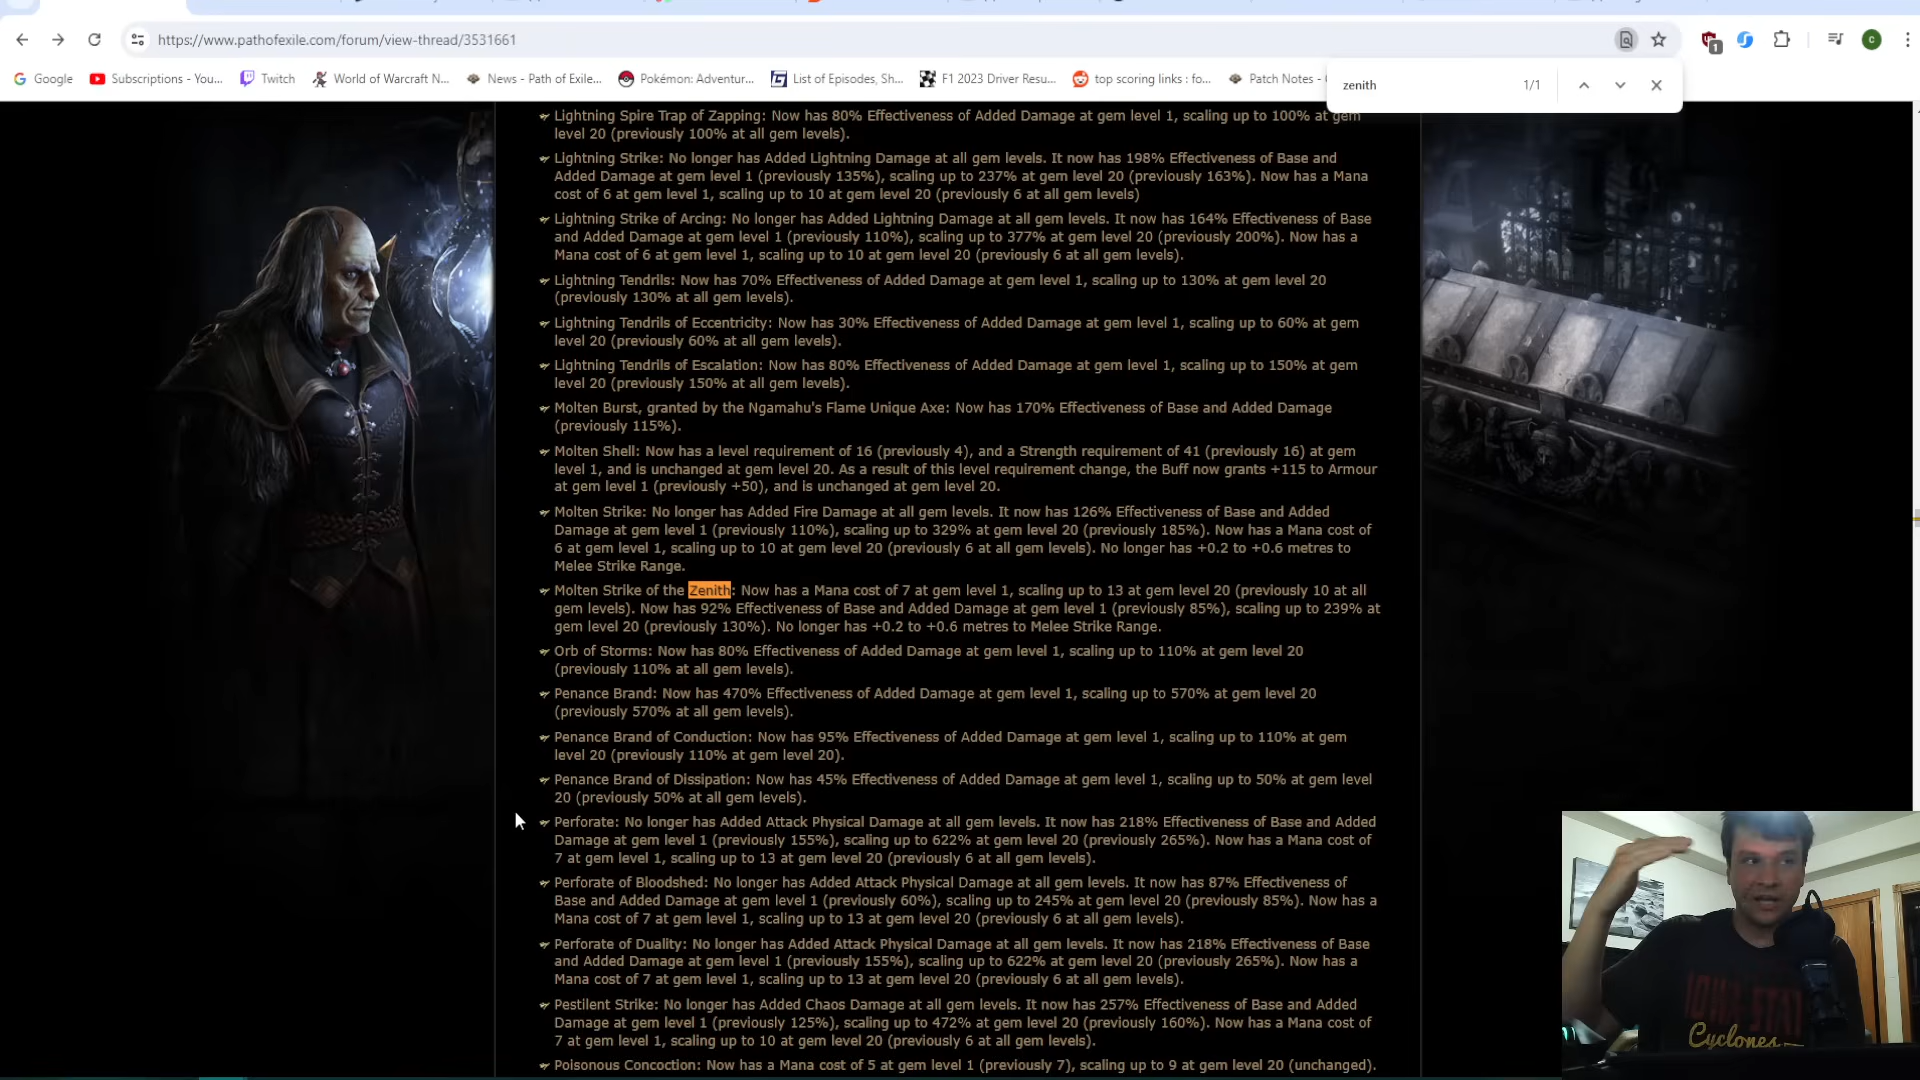 https://www.pathofexile.com/forum/view-thread/3531661
Google
Subscriptions - You...
Twitch
World of Warcraft N...
News - Path of Exile...
Pokémon: Adventur...
List of Episodes, Sh...
F1 2023 Driver Resu...
top scoring links : fo...
Patch Notes -
zenith 1/1
Lightning Spire Trap of Zapping: Now has 80% Effectiveness of Added Damage at gem level 1, scaling up to 100% at gem
level 20 (previously 100% at all gem levels).
Lightning Strike: No longer has Added Lightning Damage at all gem levels. It now has 198% Effectiveness of Base and
Added Damage at gem level 1 (previously 135%), scaling up to 237% at gem level 20 (previously 163%). Now has a Mana
cost of 6 at gem level 1, scaling up to 10 at gem level 20 (previously 6 at all gem levels)
Lightning Strike of Arcing: No longer has Added Lightning Damage at all gem levels. It now has 164% Effectiveness of Base
and Added Damage at gem level 1 (previously 110%), scaling up to 377% at gem level 20 (previously 200%). Now has a
Mana cost of 6 at gem level 1, scaling up to 10 at gem level 20 (previously 6 at all gem levels).
Lightning Tendrils: Now has 70% Effectiveness of Added Damage at gem level 1, scaling up to 130% at gem level 20
(previously 130% at all gem levels).
Lightning Tendrils of Eccentricity: Now has 30% Effectiveness of Added Damage at gem level 1, scaling up to 60% at gem
level 20 (previously 60% at all gem levels).
Lightning Tendrils of Escalation: Now has 80% Effectiveness of Added Damage at gem level 1, scaling up to 150% at gem
level 20 (previously 150% at all gem levels).
Molten Burst, granted by the Ngamahu's Flame Unique Axe: Now has 170% Effectiveness of Base and Added Damage
(previously 115%).
Molten Shell: Now has a level requirement of 16 (previously 4), and a Strength requirement of 41 (previously 16) at gem
level 1, and is unchanged at gem level 20. As a result of this level requirement change, the Buff now grants +115 to Armour
at gem level 1 (previously +50), and is unchanged at gem level 20.
Molten Strike: No longer has Added Fire Damage at all gem levels. It now has 126% Effectiveness of Base and Added
Damage at gem level 1 (previously 110%), scaling up to 329% at gem level 20 (previously 185%). Now has a Mana cost of
6 at gem level 1, scaling up to 10 at gem level 20 (previously 6 at all gem levels). No longer has +0.2 to +0.6 metres to
Melee Strike Range.
Molten Strike of the Zenith: Now has a Mana cost of 7 at gem level 1, scaling up to 13 at gem level 20 (previously 10 at all
gem levels). Now has 92% Effectiveness of Base and Added Damage at gem level 1 (previously 85%), scaling up to 239% at
gem level 20 (previously 130%). No longer has +0.2 to +0.6 metres to Melee Strike Range.
Orb of Storms: Now has 80% Effectiveness of Added Damage at gem level 1, scaling up to 110% at gem level 20
(previously 110% at all gem levels).
Penance Brand: Now has 470% Effectiveness of Added Damage at gem level 1, scaling up to 570% at gem level 20
(previously 570% at all gem levels).
Penance Brand of Conduction: Now has 95% Effectiveness of Added Damage at gem level 1, scaling up to 110% at gem
level 20 (previously 110% at gem level 20).
Penance Brand of Dissipation: Now has 45% Effectiveness of Added Damage at gem level 1, scaling up to 50% at gem level
20 (previously 50% at all gem levels).
Perforate: No longer has Added Attack Physical Damage at all gem levels. It now has 218% Effectiveness of Base and Added
Damage at gem level 1 (previously 155%), scaling up to 622% at gem level 20 (previously 265%). Now has a Mana cost of
7 at gem level 1, scaling up to 13 at gem level 20 (previously 6 at all gem levels).
Perforate of Bloodshed: No longer has Added Attack Physical Damage at all gem levels. It now has 87% Effectiveness of
Base and Added Damage at gem level 1 (previously 60%), scaling up to 245% at gem level 20 (previously 85%). Now has a
Mana cost of 7 at gem level 1, scaling up to 13 at gem level 20 (previously 6 at all gem levels).
Perforate of Duality: No longer has Added Attack Physical Damage at all gem levels. It now has 218% Effectiveness of Base
and Added Damage at gem level 1 (previously 155%), scaling up to 622% at gem level 20 (previously 265%). Now has a
Mana cost of 7 at gem level 1, scaling up to 13 at gem level 20 (previously 6 at all gem levels).
Pestilent Strike: No longer has Added Chaos Damage at all gem levels. It now has 257% Effectiveness of Base and Added
Damage at gem level 1 (previously 125%), scaling up to 472% at gem level 20 (previously 160%). Now has a Mana cost of
7 at gem level 1, scaling up to 10 at gem level 20 (previously 6 at all gem levels).
Poisonous Concoction: Now has a Mana cost of 5 at gem level 1 (previously 7), scaling up to 9 at gem level 20 (unchanged).
IOWA STAT
Cyclones